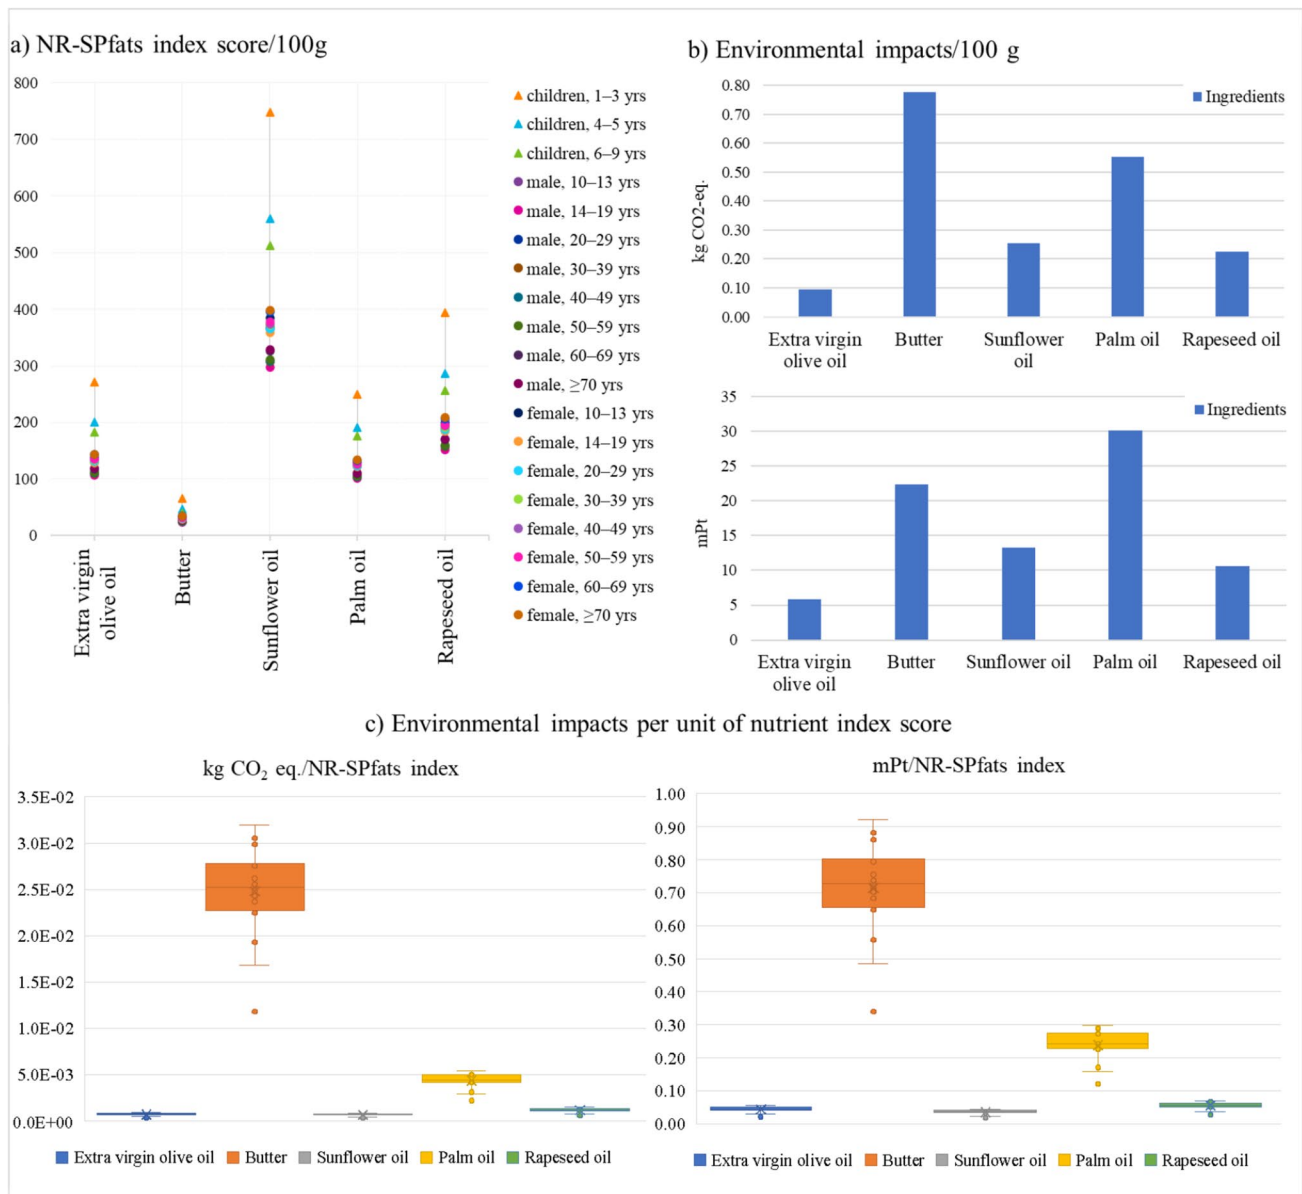 a) NR-SPfats index score/100g
800
700
600
500
400
300
200
100
0
Extra virgin
olive oil
Butter
Sunflower oil
Palm oil
Rapeseed oil
children, 1–3 yrs
children, 4–5 yrs
children, 6–9 yrs
male, 10–13 yrs
male, 14–19 yrs
male, 20–29 yrs
male, 30–39 yrs
male, 40–49 yrs
male, 50–59 yrs
male, 60–69 yrs
male, ≥70 yrs
female, 10–13 yrs
female, 14–19 yrs
female, 20–29 yrs
female, 30–39 yrs
female, 40–49 yrs
female, 50–59 yrs
female, 60–69 yrs
female, ≥70 yrs
b) Environmental impacts/100 g
Ingredients
kg CO2-eq.
0.80
0.70
0.60
0.50
0.40
0.30
0.20
0.10
0.00
Extra virgin
olive oil
Butter
Sunflower
oil
Palm oil
Rapeseed oil
Ingredients
mPt
35
30
25
20
15
10
5
0
Extra virgin
olive oil
Butter
Sunflower oil
Palm oil
Rapeseed oil
c) Environmental impacts per unit of nutrient index score
kg CO₂ eq./NR-SPfats index
3.5E-02
3.0E-02
2.5E-02
2.0E-02
1.5E-02
1.0E-02
5.0E-03
0.0E+00
Extra virgin olive oil
Butter
Sunflower oil
Palm oil
Rapeseed oil
mPt/NR-SPfats index
1.00
0.90
0.80
0.70
0.60
0.50
0.40
0.30
0.20
0.10
0.00
Extra virgin olive oil
Butter
Sunflower oil
Palm oil
Rapeseed oil